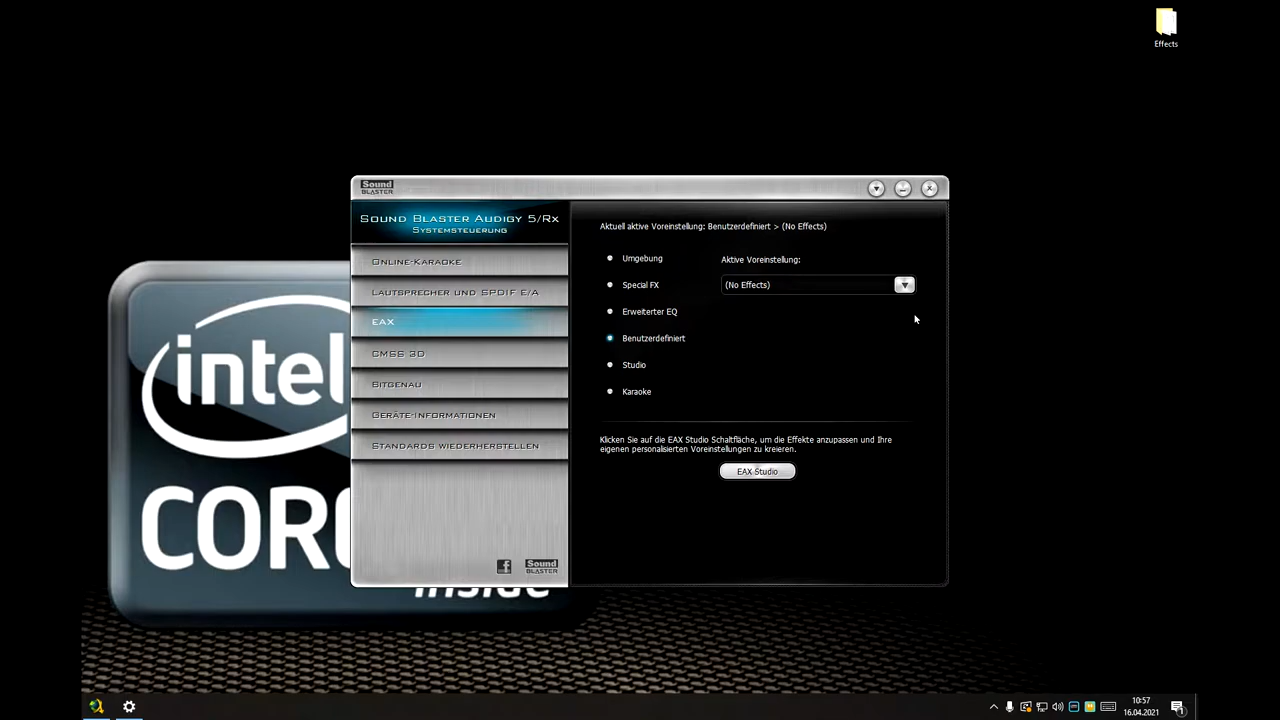 Effects
Sound
BLASTER
SOUND BLASTER AUDIGY 5/RX
SYSTEMSTEUERUNG
ONLINE-KARAOKE
LAUTSPRECHER UND SPDIF E/A
EAX
CMSS 3D
BITGENAU
GERÄTE-INFORMATIONEN
STANDARDS WIEDERHERSTELLEN
Sound
BLASTER
Aktuell aktive Voreinstellung: Benutzerdefiniert > (No Effects)
Umgebung
Special FX
Erweiterter EQ
Benutzerdefiniert
Studio
Karaoke
Aktive Voreinstellung:
(No Effects)
Klicken Sie auf die EAX Studio Schaltfläche, um die Effekte anzupassen und Ihre
eigenen personalisierten Voreinstellungen zu kreieren.
EAX Studio
intel
COR
inside
10:57
16.04.2021
1